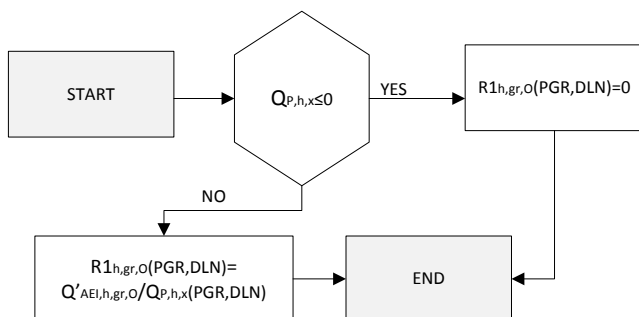 START
QP,h,x≤0
YES
R1h,gr,O(PGR,DLN)=0
NO
R1h,gr,O(PGR,DLN)=
Q’AEI,h,gr,O/QP,h,x(PGR,DLN)
END